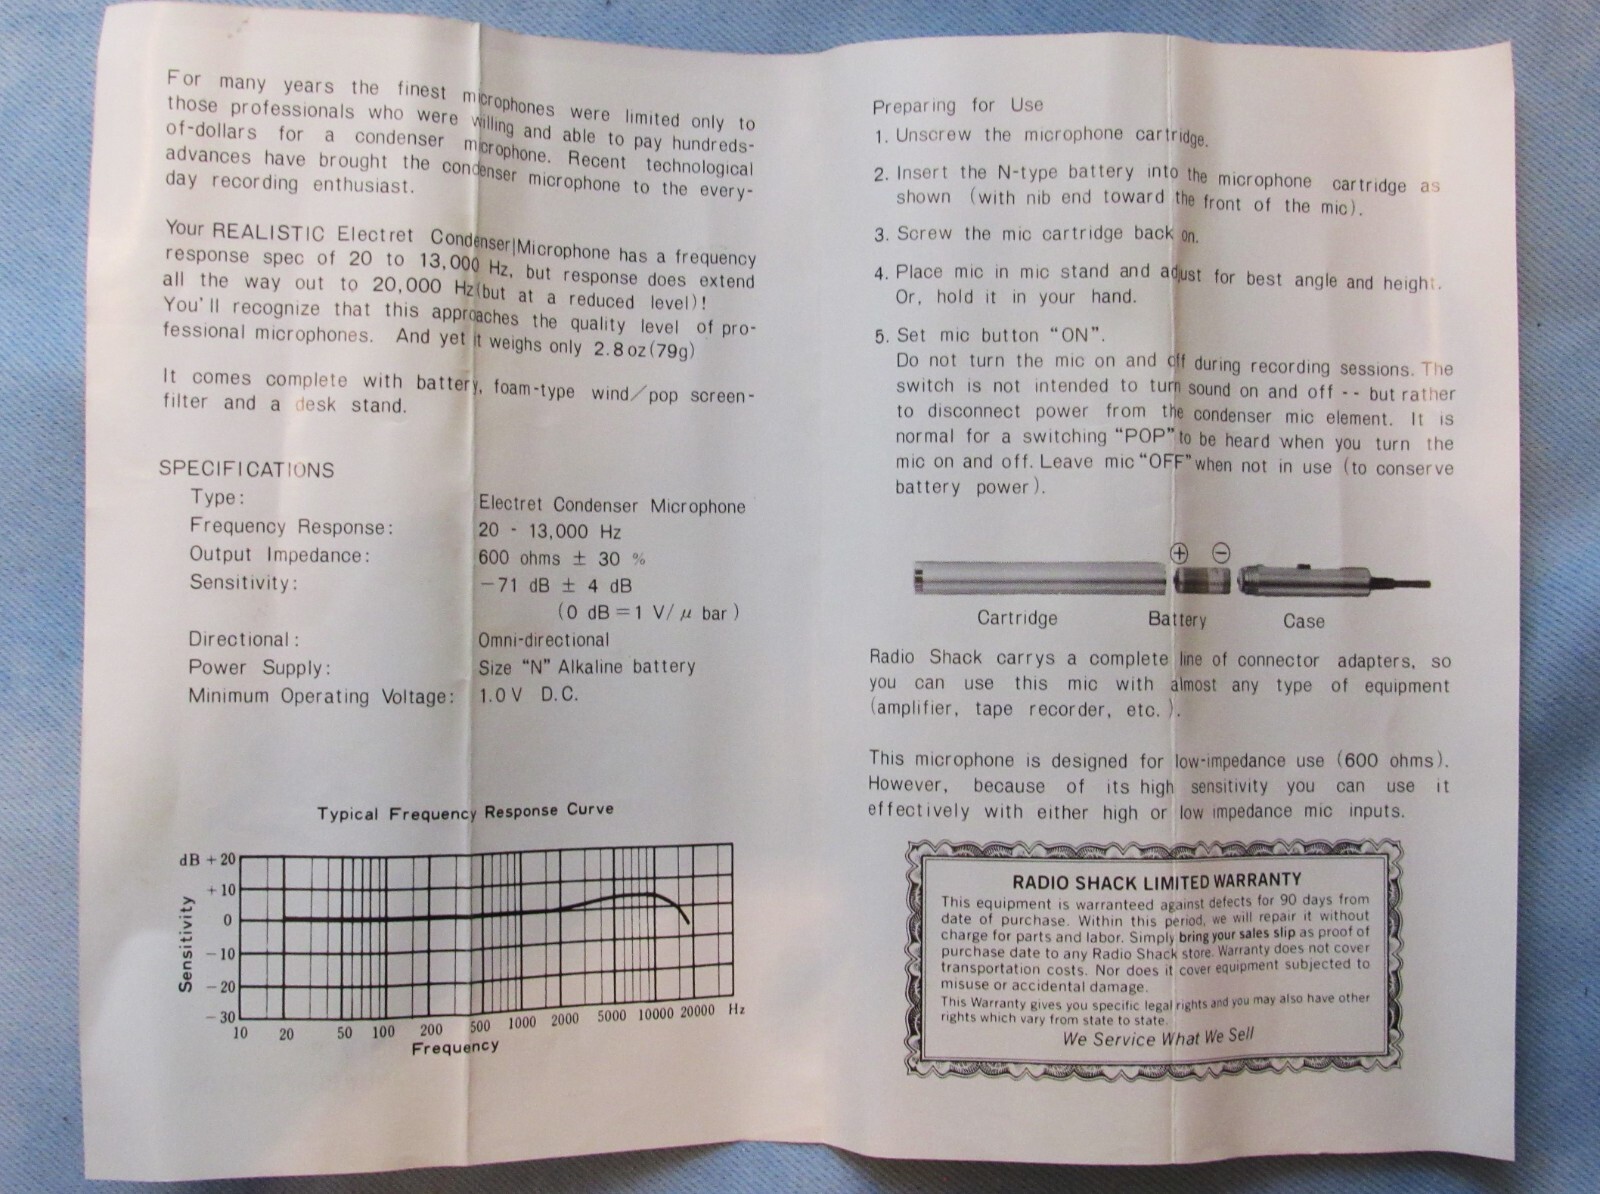 For many years the finest microphones were limited only to
those professionals who were willing and able to pay hundreds-
of-dollars for a condenser microphone. Recent technological
advances have brought the condenser microphone to the every-
day recording enthusiast.
Your REALISTIC Electret Condenser Microphone has a frequency
response spec of 20 to 13,000 Hz, but response does extend
all the way out to 20,000 Hz (but at a reduced level)!
You'll recognize that this approaches the quality level of pro-
fessional microphones. And yet it weighs only 2.8 oz (79g)
It comes complete with battery, foam-type wind/pop screen-
filter and a desk stand.
SPECIFICATIONS
Type: Electret Condenser Microphone
Frequency Response: 20 - 13,000 Hz
Output Impedance: 600 ohms ± 30 %
Sensitivity: −71 dB ± 4 dB
(0 dB = 1 V/ μ bar )
Directional: Omni-directional
Power Supply: Size “N” Alkaline battery
Minimum Operating Voltage: 1.0 V D.C.
Typical Frequency Response Curve
dB +20
+10
0
−10
−20
−30
Sensitivity
10 20 50 100 200 500 1000 2000 5000 10000 20000 Hz
Frequency
Preparing for Use
1. Unscrew the microphone cartridge.
2. Insert the N-type battery into the microphone cartridge as
shown (with nib end toward the front of the mic).
3. Screw the mic cartridge back on.
4. Place mic in mic stand and adjust for best angle and height.
Or, hold it in your hand.
5. Set mic button “ON”.
Do not turn the mic on and off during recording sessions. The
switch is not intended to turn sound on and off -- but rather
to disconnect power from the condenser mic element. It is
normal for a switching “POP” to be heard when you turn the
mic on and off. Leave mic “OFF” when not in use (to conserve
battery power).
+ −
Cartridge Battery Case
Radio Shack carrys a complete line of connector adapters, so
you can use this mic with almost any type of equipment
(amplifier, tape recorder, etc. ).
This microphone is designed for low-impedance use (600 ohms).
However, because of its high sensitivity you can use it
effectively with either high or low impedance mic inputs.
RADIO SHACK LIMITED WARRANTY
This equipment is warranteed against defects for 90 days from
date of purchase. Within this period, we will repair it without
charge for parts and labor. Simply bring your sales slip as proof of
purchase date to any Radio Shack store. Warranty does not cover
transportation costs. Nor does it cover equipment subjected to
misuse or accidental damage.
This Warranty gives you specific legal rights and you may also have other
rights which vary from state to state.
We Service What We Sell